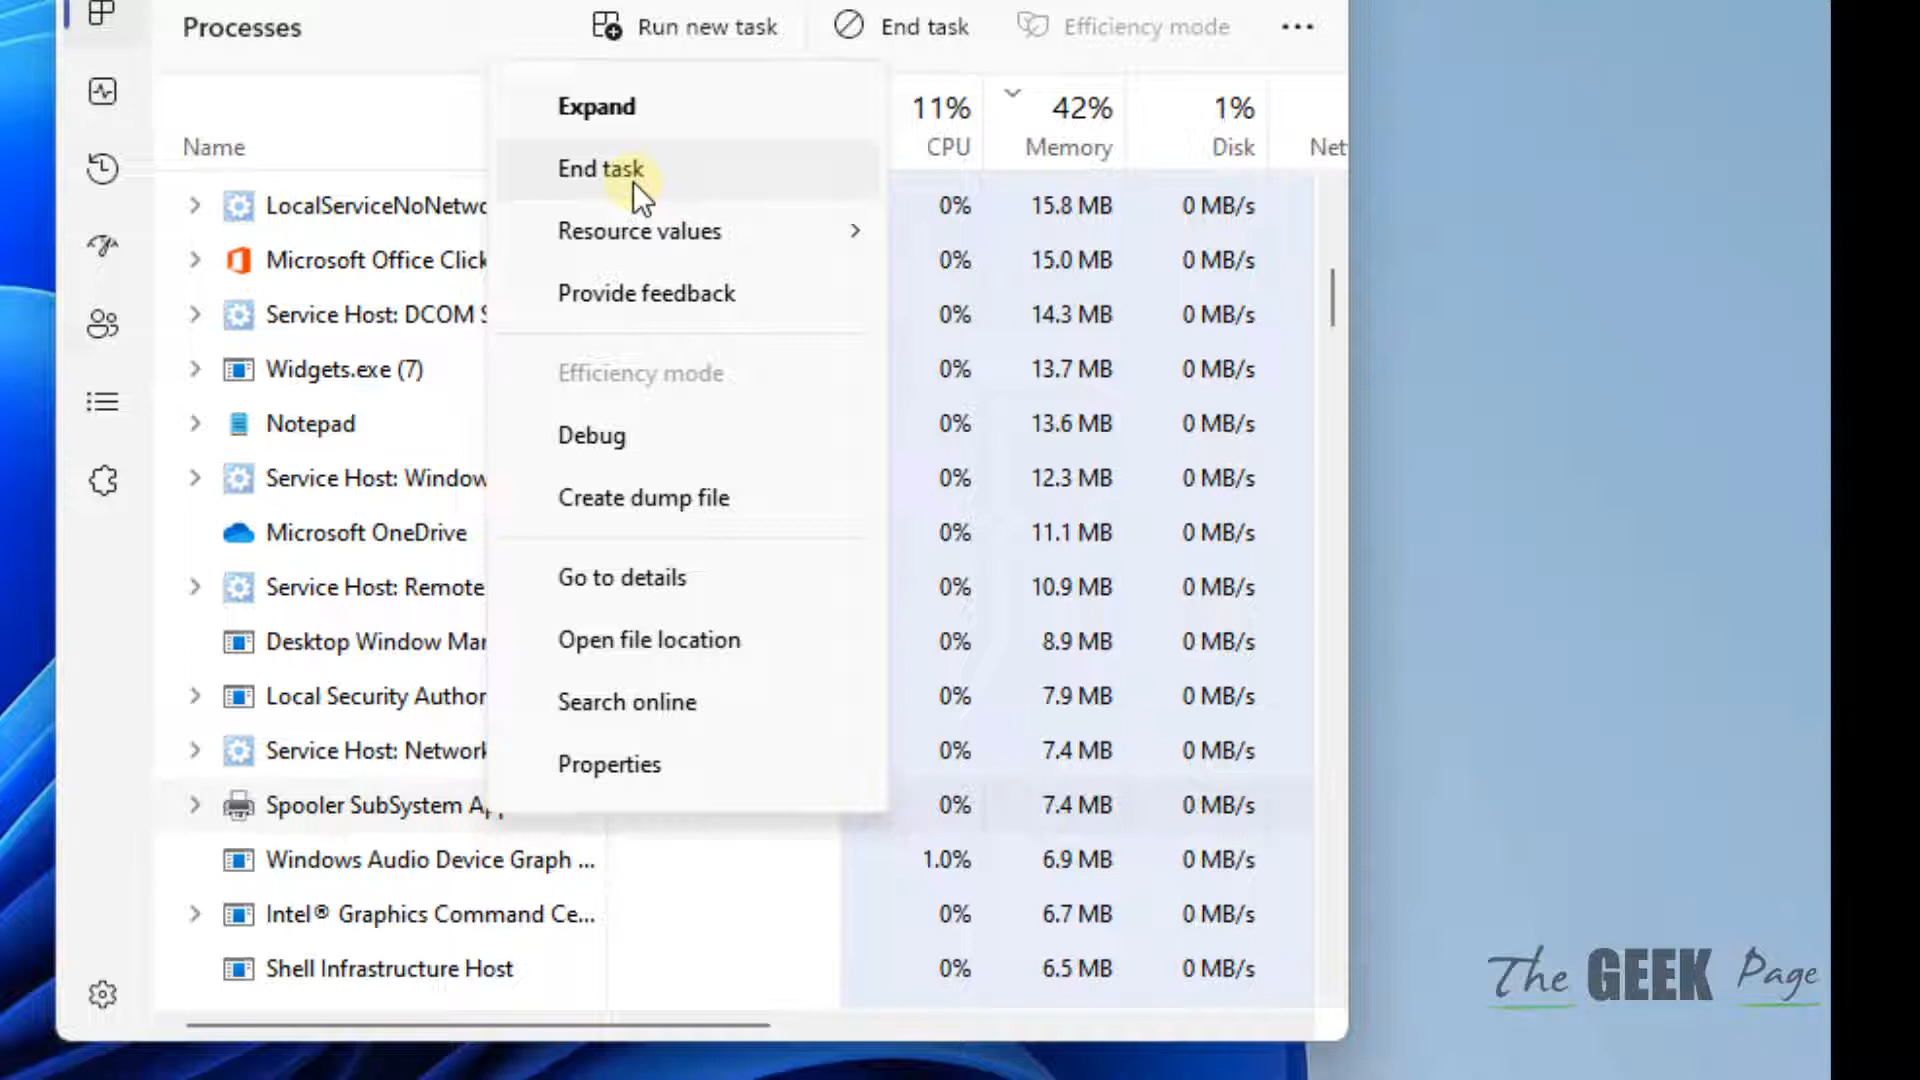 Processes
Run new task
End task
Efficiency mode
Expand
11%
42%
1%
Name
End task
CPU
Memory
Disk
Net
LocalServiceNoNetwo
0%
15.8 MB
0 MB/s
Resource values
Microsoft Office Click
0%
15.0 MB
0 MB/s
Provide feedback
Service Host: DCOM S
0%
14.3 MB
0 MB/s
Widgets.exe (7)
Efficiency mode
0%
13.7 MB
0 MB/s
Notepad
Debug
0%
13.6 MB
0 MB/s
Service Host: Window
Create dump file
0%
12.3 MB
0 MB/s
Microsoft OneDrive
0%
11.1 MB
0 MB/s
Service Host: Remote
Go to details
0%
10.9 MB
0 MB/s
Desktop Window Mar
Open file location
0%
8.9 MB
0 MB/s
Local Security Author
Search online
0%
7.9 MB
0 MB/s
Service Host: Network
Properties
0%
7.4 MB
0 MB/s
Spooler SubSystem Ap
0%
7.4 MB
0 MB/s
Windows Audio Device Graph ...
1.0%
6.9 MB
0 MB/s
Intel® Graphics Command Ce...
0%
6.7 MB
0 MB/s
Shell Infrastructure Host
0%
6.5 MB
0 MB/s
The GEEK Page